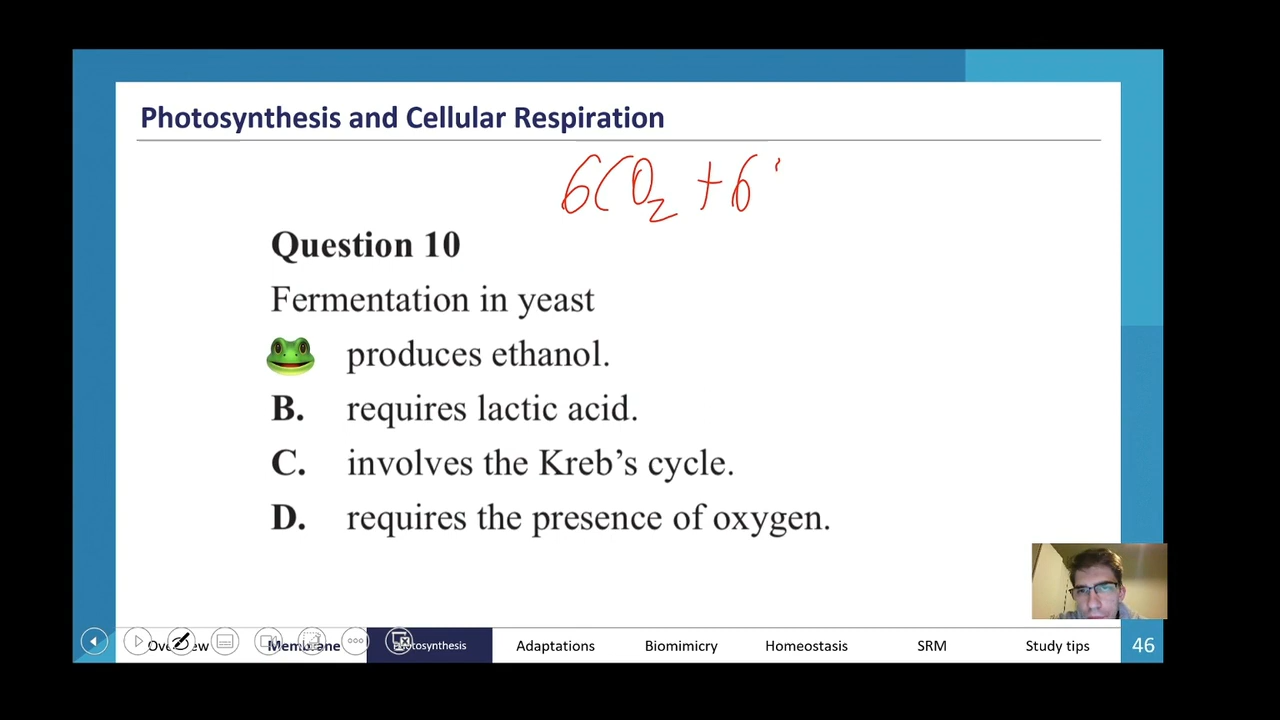 Photosynthesis and Cellular Respiration
6CO2 + 6
Question 10
Fermentation in yeast
produces ethanol.
B. requires lactic acid.
C. involves the Kreb’s cycle.
D. requires the presence of oxygen.
Membrane Photosynthesis Adaptations Biomimicry Homeostasis SRM Study tips 46